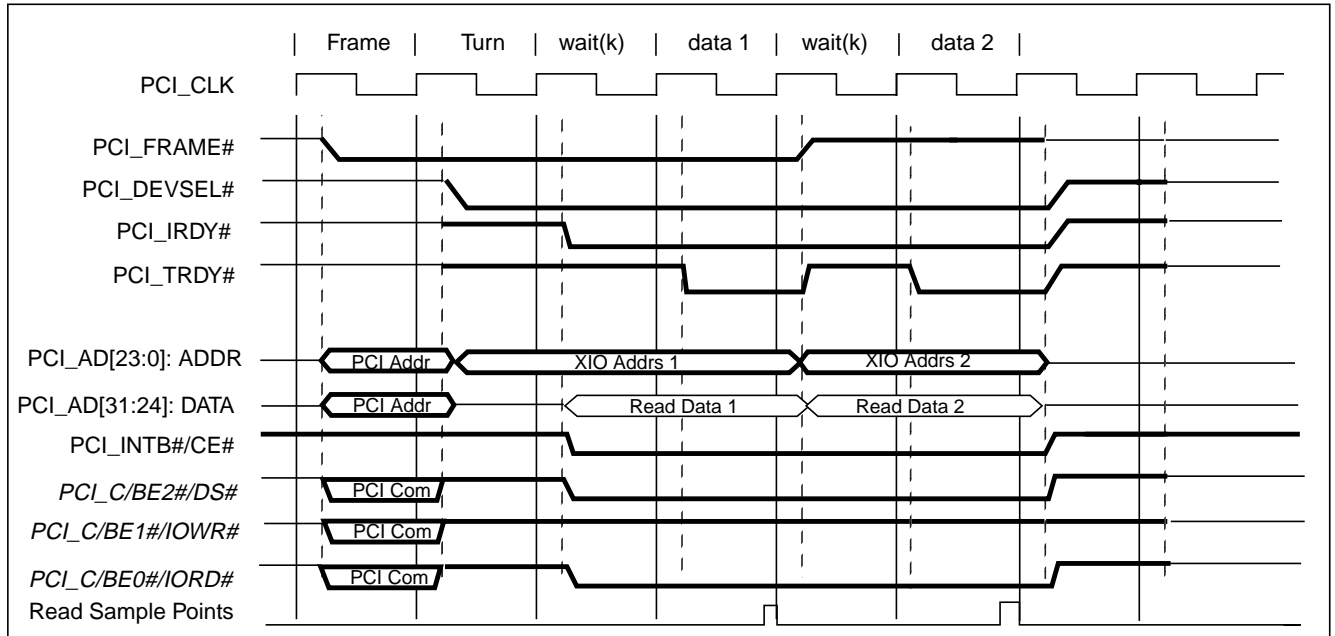 | Frame | Turn | wait(k) | data 1 | wait(k) | data 2 |
PCI_CLK
PCI_FRAME#
PCI_DEVSEL#
PCI_IRDY#
PCI_TRDY#
PCI_AD[23:0]: ADDR PCI Addr XIO Addrs 1 XIO Addrs 2
PCI_AD[31:24]: DATA PCI Addr Read Data 1 Read Data 2
PCI_INTB#/CE#
PCI_C/BE2#/DS# PCI Com
PCI_C/BE1#/IOWR# PCI Com
PCI_C/BE0#/IORD# PCI Com
Read Sample Points